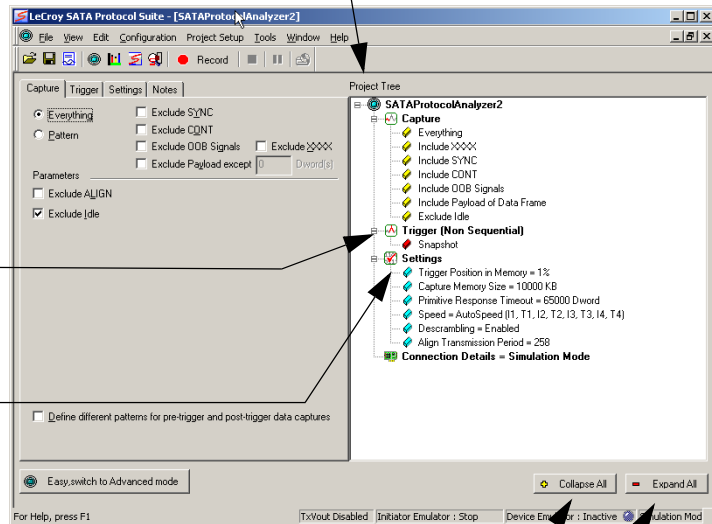 LeCroy SATA Protocol Suite - [SATAProtocolAnalyzer2]
File View Edit Configuration Project Setup Tools Window Help
Record
Capture Trigger Settings Notes
Everything
Pattern
Exclude SYNC
Exclude CONT
Exclude OOB Signals Exclude XXXX
Exclude Payload except 0 Dword(s)
Parameters
Exclude ALIGN
Exclude Idle
Define different patterns for pre-trigger and post-trigger data captures
Easy,switch to Advanced mode
Project Tree
SATAProtocolAnalyzer2
Capture
Everything
Include XXXX
Include SYNC
Include CONT
Include OOB Signals
Include Payload of Data Frame
Exclude Idle
Trigger (Non Sequential)
Snapshot
Settings
Trigger Position in Memory = 1%
Capture Memory Size = 10000 KB
Primitive Response Timeout = 65000 Dword
Speed = AutoSpeed (I1, T1, I2, T2, I3, T3, I4, T4)
Descrambling = Enabled
Align Transmission Period = 258
Connection Details = Simulation Mode
Collapse All Expand All
For Help, press F1 TxVout Disabled Initiator Emulator : Stop Device : Inactive Mod